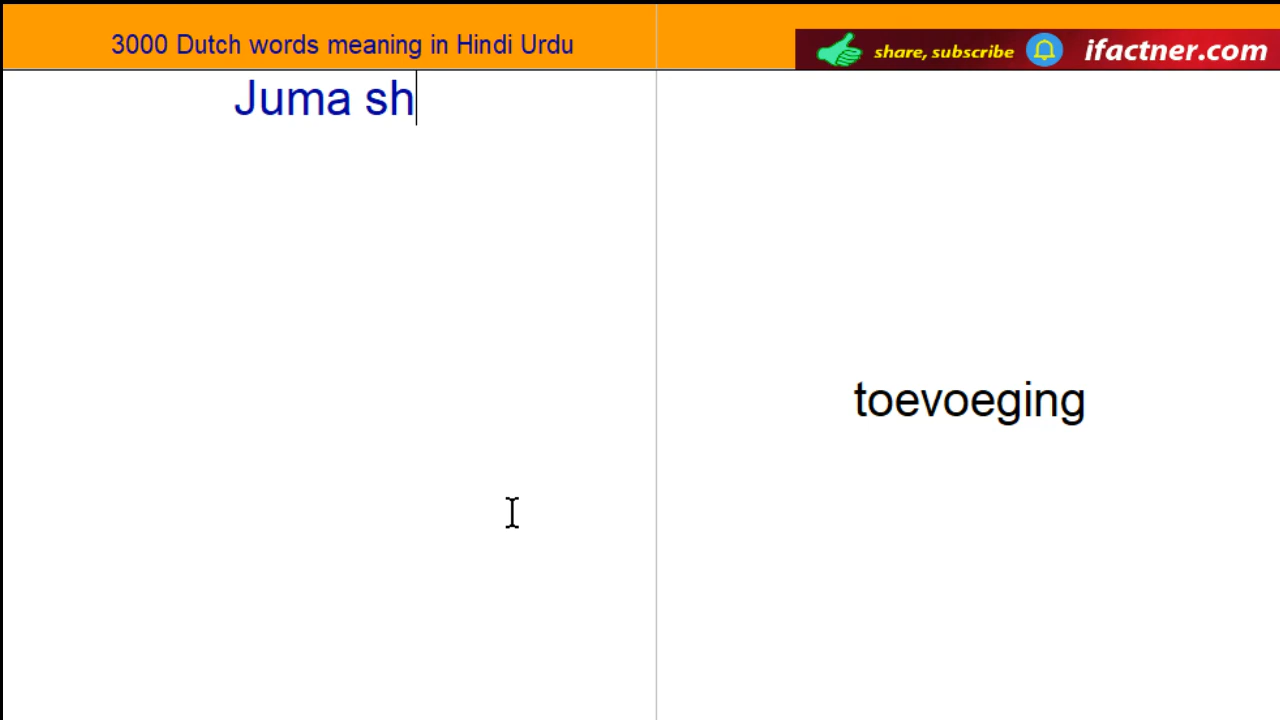 3000 Dutch words meaning in Hindi Urdu
share, subscribe
ifactner.com
Juma sh
toevoeging